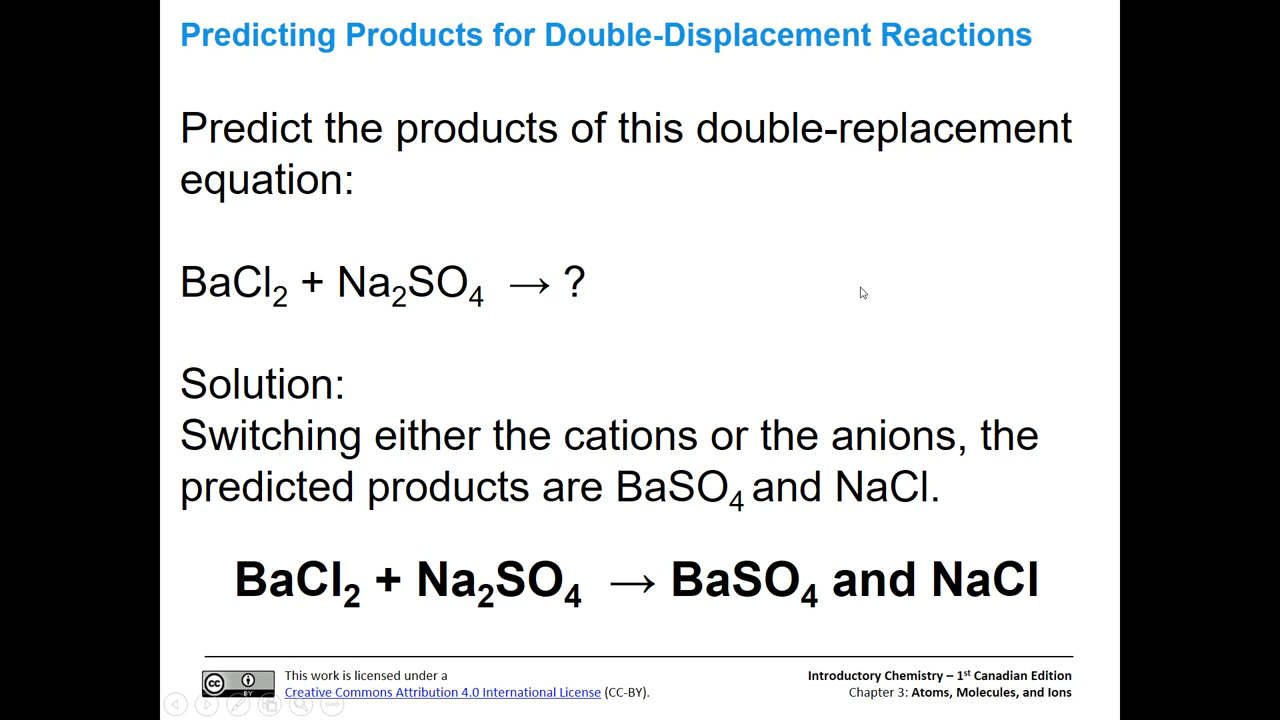 Predicting Products for Double-Displacement Reactions
Predict the products of this double-replacement
equation:
BaCl₂ + Na₂SO₄ → ?
Solution:
Switching either the cations or the anions, the
predicted products are BaSO₄ and NaCl.
BaCl₂ + Na₂SO₄ → BaSO₄ and NaCl
cc BY
This work is licensed under a
Creative Commons Attribution 4.0 International License (CC-BY).
Introductory Chemistry – 1st Canadian Edition
Chapter 3: Atoms, Molecules, and Ions